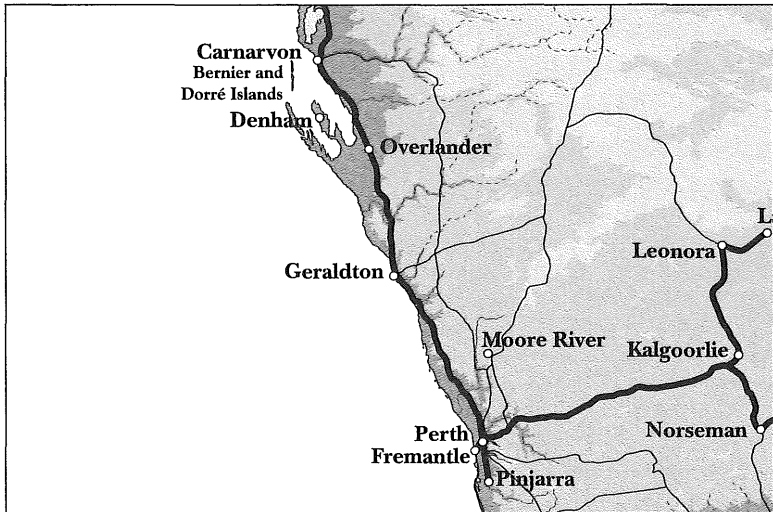 Carnarvon
Bernier and
Dorré Islands
Denham
Overlander
Geraldton
Leonora
Moore River
Kalgoorlie
Perth
Fremantle
Norseman
Pinjarra